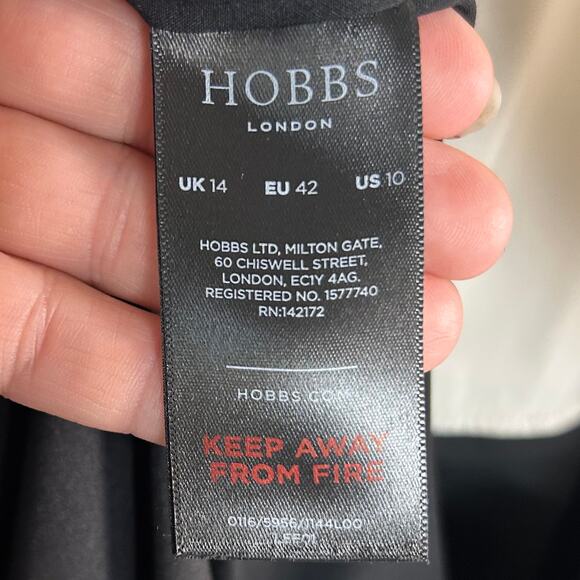 HOBBS
LONDON
UK 14 EU 42 US 10
HOBBS LTD, MILTON GATE,
60 CHISWELL STREET,
LONDON, EC1Y 4AG.
REGISTERED NO. 1577740
RN:142172
HOBBS.COM
KEEP AWAY
FROM FIRE
0116/5956/1144L00